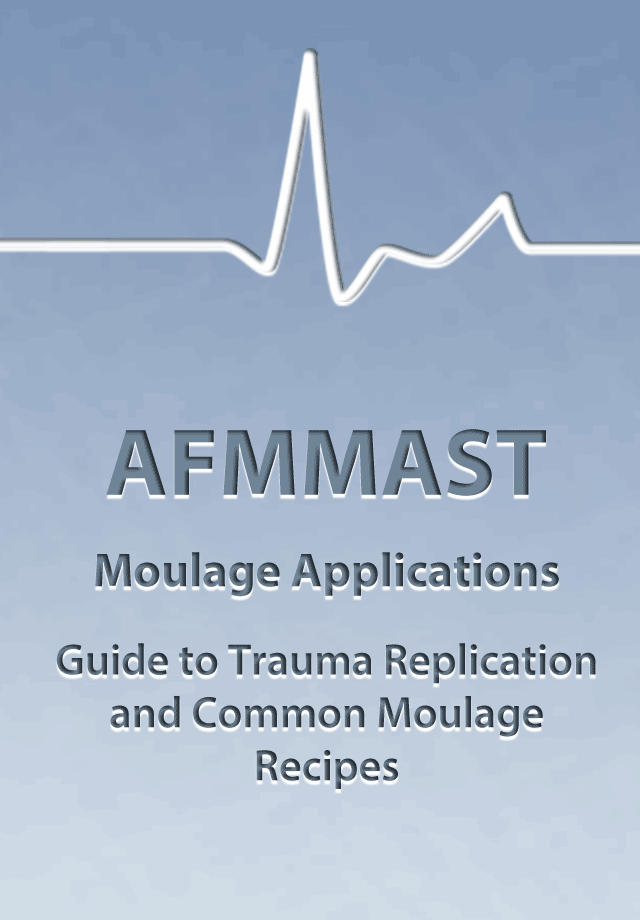 AFMMAST
Moulage Applications
Guide to Trauma Replication
and Common Moulage
Recipes